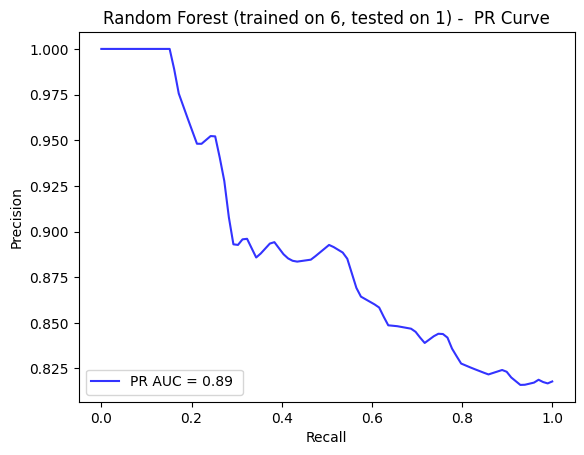 Random Forest (trained on 6, tested on 1) -  PR Curve
1.000
0.975
0.950
0.925
0.900
0.875
0.850
0.825
Precision
PR AUC = 0.89
0.0 0.2 0.4 0.6 0.8 1.0
Recall